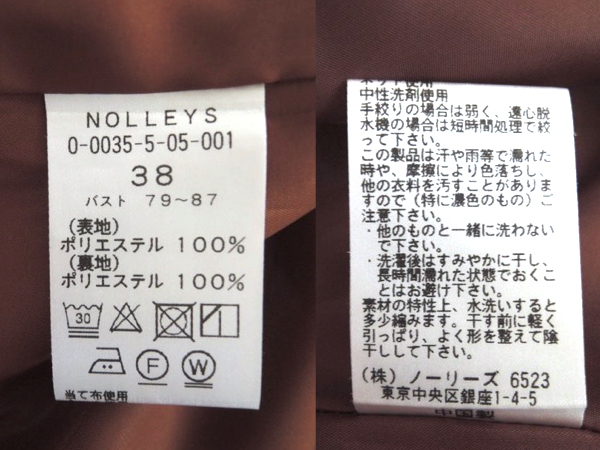 NOLLEYS
0-0035-5-05-001
38
バスト 79～87
(表地)
ポリエステル 100%
(裏地)
ポリエステル 100%
30
F
W
当て布使用
ネット使用
中性洗剤使用
手絞りの場合は弱く、遠心脱
水機の場合は短時間処理で絞
って下さい。
この製品は汗や雨等で濡れた
時や、摩擦により色落ちし、
他の衣料を汚すことがありま
すので(特に濃色のもの)ご
注意下さい。
・他のものと一緒に洗わない
で下さい。
・洗濯後はすみやかに干し、
長時間濡れた状態でおくこ
とはお避け下さい。
素材の特性上、水洗いすると
多少縮みます。干す前に軽く
引っぱり、よく形を整えて陰
干しして下さい。
(株) ノーリーズ 6523
東京中央区銀座1-4-5
中国製